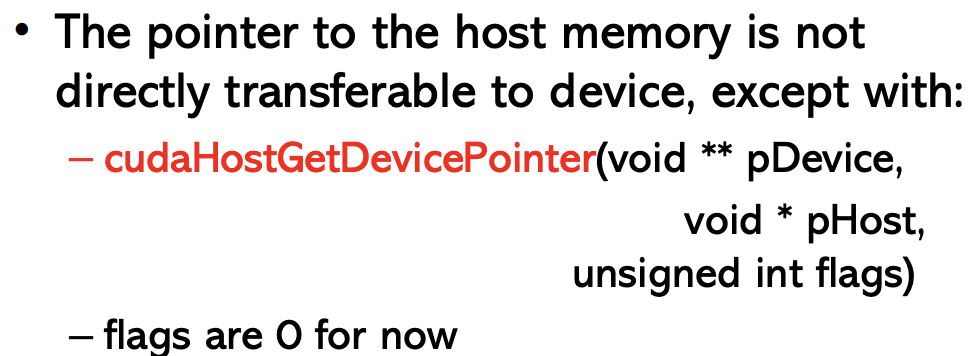 • The pointer to the host memory is not
directly transferable to device, except with:
– cudaHostGetDevicePointer(void ** pDevice,
void * pHost,
unsigned int flags)
– flags are 0 for now